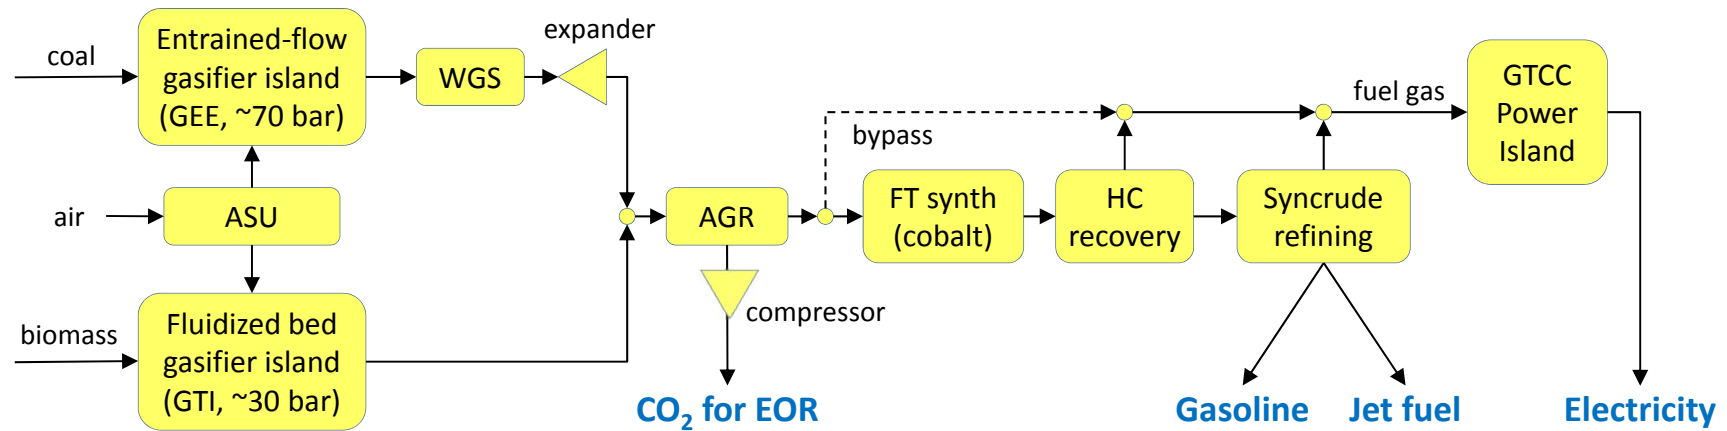 coal
Entrained-flow
gasifier island
(GEE, ~70 bar)
WGS
expander
air
ASU
biomass
Fluidized bed
gasifier island
(GTI, ~30 bar)
AGR
compressor
CO₂ for EOR
bypass
FT synth
(cobalt)
HC
recovery
Syncrude
refining
fuel gas
GTCC
Power
Island
Gasoline
Jet fuel
Electricity